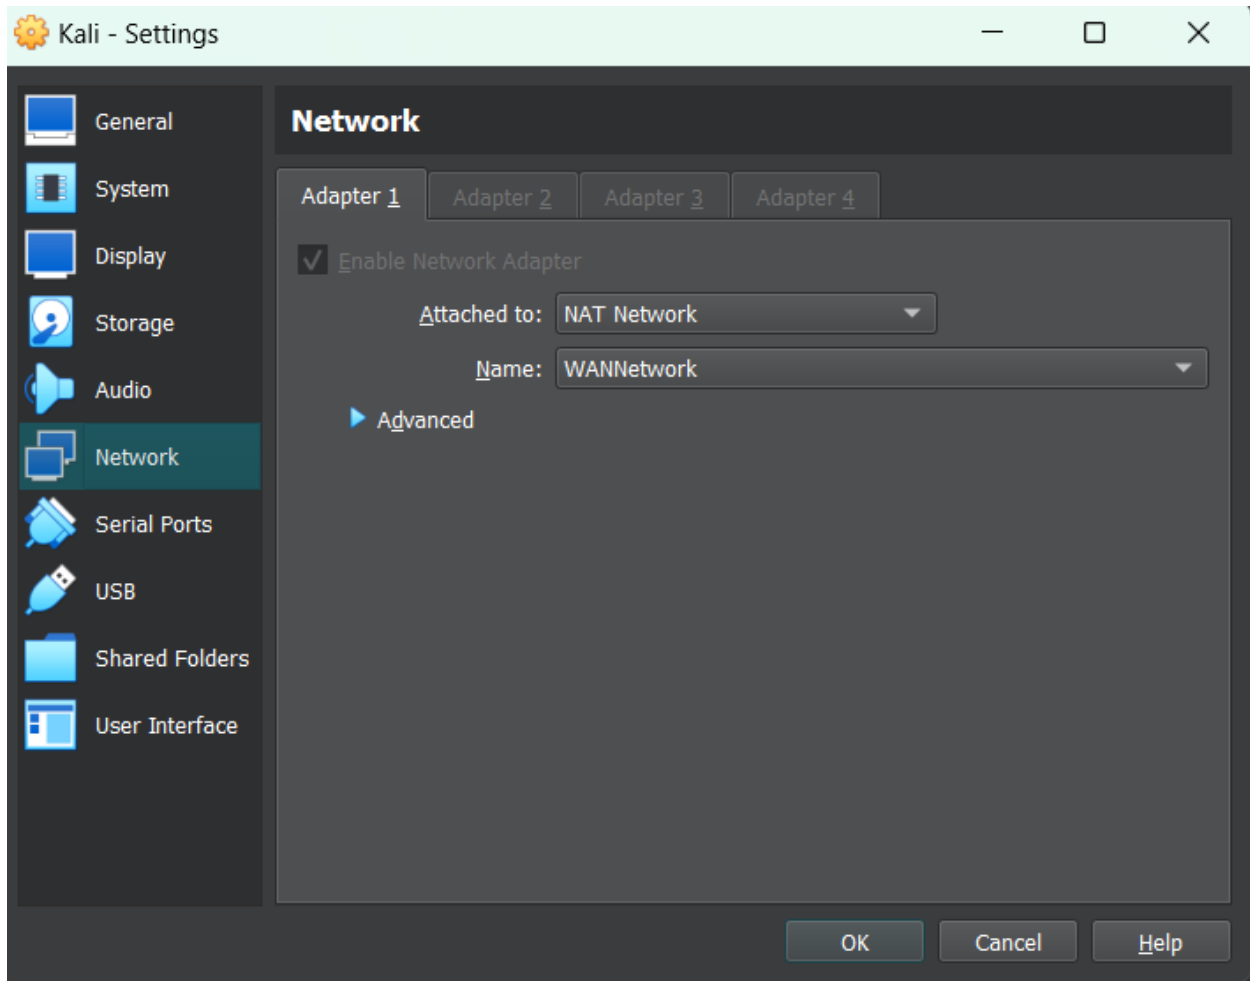 Kali - Settings
General
System
Display
Storage
Audio
Network
Serial Ports
USB
Shared Folders
User Interface
Network
Adapter 1 Adapter 2 Adapter 3 Adapter 4
Enable Network Adapter
Attached to: NAT Network
Name: WANNetwork
Advanced
OK Cancel Help